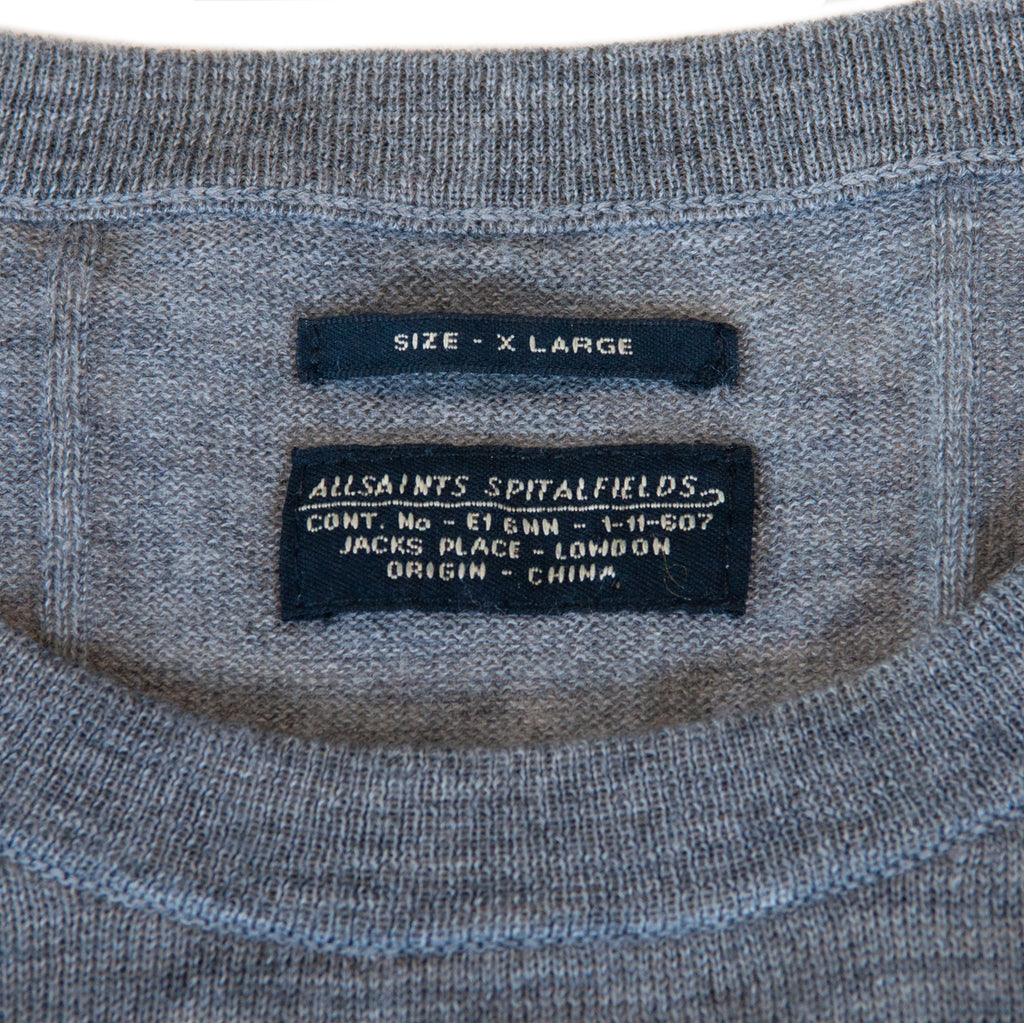 SIZE - X LARGE
ALLSAINTS SPITALFIELDS
CONT. No - E1 6NN - 1-11-607
JACKS PLACE - LONDON
ORIGIN - CHINA